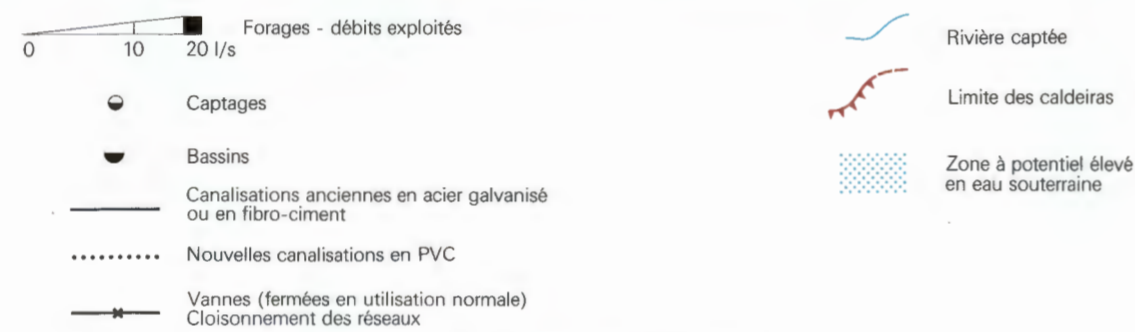 Forages - débits exploités
0 10 20 l/s
Captages
Bassins
Canalisations anciennes en acier galvanisé
ou en fibro-ciment
Nouvelles canalisations en PVC
Vannes (fermées en utilisation normale)
Cloisonnement des réseaux
Rivière captée
Limite des caldeiras
Zone à potentiel élevé
en eau souterraine